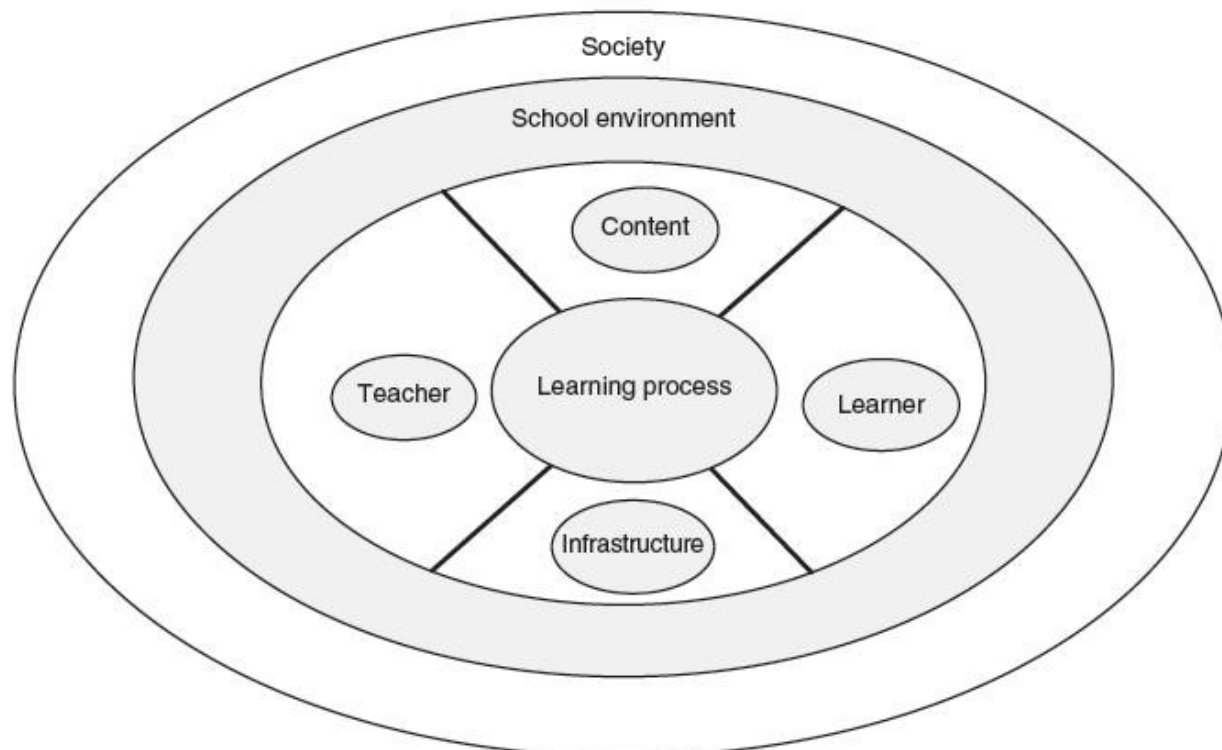 Society
School environment
Content
Teacher
Learning process
Learner
Infrastructure